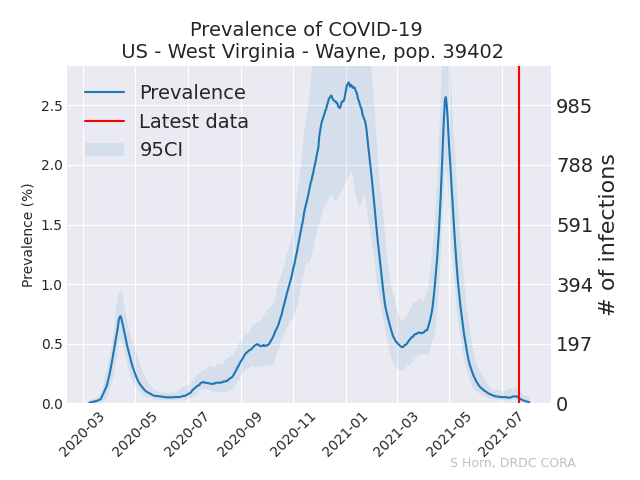 Prevalence of COVID-19
US - West Virginia - Wayne, pop. 39402
Prevalence
Latest data
95CI
Prevalence (%)
2.5
2.0
1.5
1.0
0.5
0.0
985
788
591
394
197
0
# of infections
2020-03
2020-05
2020-07
2020-09
2020-11
2021-01
2021-03
2021-05
2021-07
S Horn, DRDC CORA